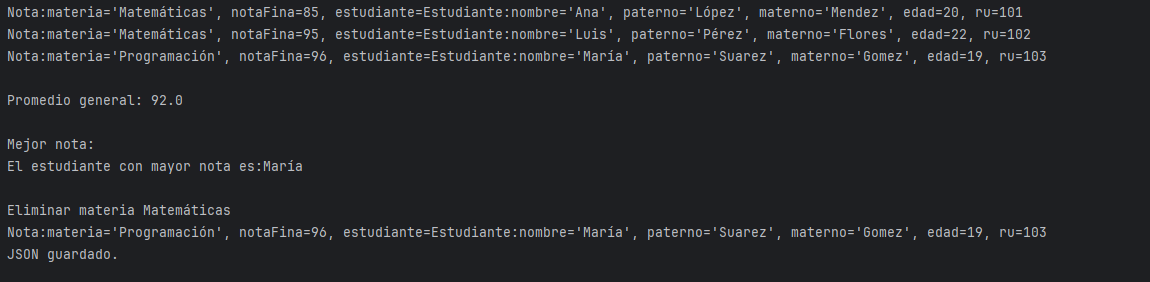 Nota:materia='Matemáticas', notaFina=85, estudiante=Estudiante:nombre='Ana', paterno='López', materno='Mendez', edad=20, ru=101
Nota:materia='Matemáticas', notaFina=95, estudiante=Estudiante:nombre='Luis', paterno='Pérez', materno='Flores', edad=22, ru=102
Nota:materia='Programación', notaFina=96, estudiante=Estudiante:nombre='María', paterno='Suarez', materno='Gomez', edad=19, ru=103
Promedio general: 92.0
Mejor nota:
El estudiante con mayor nota es:María
Eliminar materia Matemáticas
Nota:materia='Programación', notaFina=96, estudiante=Estudiante:nombre='María', paterno='Suarez', materno='Gomez', edad=19, ru=103
JSON guardado.